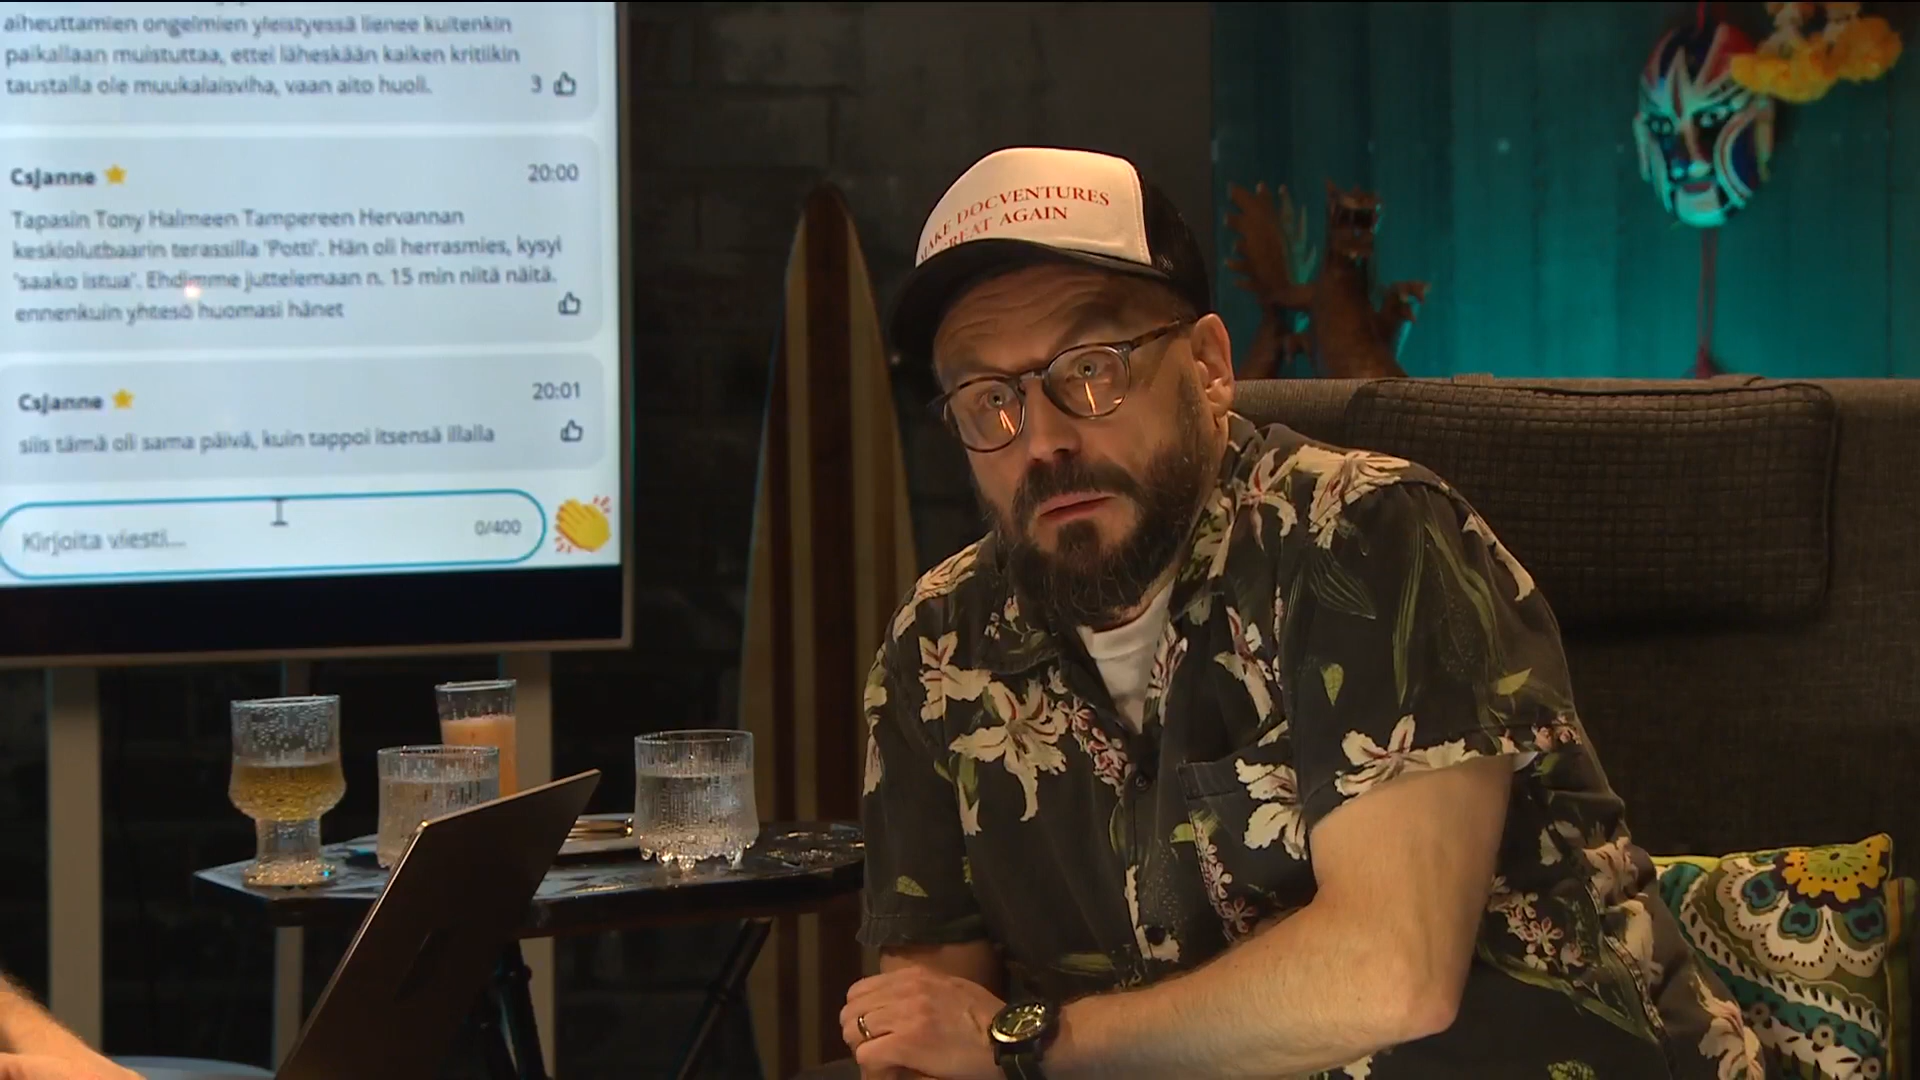 aiheuttamien ongelmien yleistyessä lienee kuitenkin
paikallaan muistuttaa, ettei läheskään kaiken kritiikin
taustalla ole muukalaisviha, vaan aito huoli.
3
CsJanne
20:00
Tapasin Tony Halmeen Tampereen Hervannan
keskiolutbaarin terassilla 'Potti'. Hän oli herrasmies, kysyi
'saako istua'. Ehdimme juttelemaan n. 15 min niitä näitä.
ennenkuin yhtesö huomasi hänet
CsJanne
20:01
siis tämä oli sama päivä, kuin tappoi itsensä illalla
Kirjoita viesti...
0/400
MAKE DOCVENTURES
GREAT AGAIN